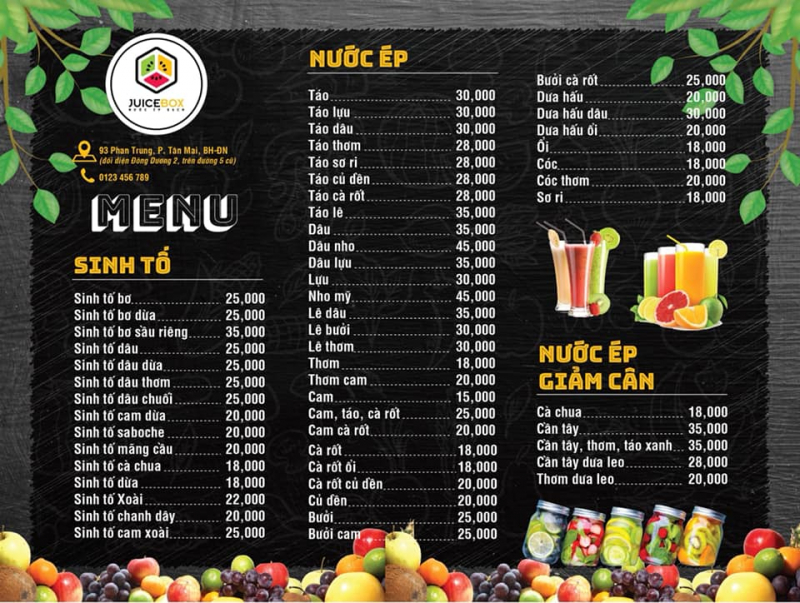 JUICEBOX
NƯỚC ÉP SẠCH
93 Phan Trung, P. Tân Mai, BH-ĐN
(đối diện Đông Dương 2, trên đường 5 cũ)
0123 456 789
MENU
SINH TỐ
Sinh tố bơ 25,000
Sinh tố bơ dừa 25,000
Sinh tố bơ sầu riêng 35,000
Sinh tố dâu 25,000
Sinh tố dâu dừa 25,000
Sinh tố dâu thơm 25,000
Sinh tố dâu chuối 25,000
Sinh tố cam dừa 20,000
Sinh tố saboche 20,000
Sinh tố mãng cầu 20,000
Sinh tố cà chua 18,000
Sinh tố dừa 18,000
Sinh tố Xoài 22,000
Sinh tố chanh dây 20,000
Sinh tố cam xoài 25,000
NƯỚC ÉP
Táo 30,000
Táo lựu 30,000
Táo dâu 30,000
Táo thơm 28,000
Táo sơ ri 28,000
Táo củ dền 28,000
Táo cà rốt 28,000
Táo lê 35,000
Dâu 35,000
Dâu nho 45,000
Dâu lựu 35,000
Lựu 30,000
Nho mỹ 45,000
Lê dâu 35,000
Lê bưởi 30,000
Lê thơm 30,000
Thơm 18,000
Thơm cam 20,000
Cam 15,000
Cam, táo, cà rốt 25,000
Cam cà rốt 20,000
Cà rốt 18,000
Cà rốt ổi 18,000
Cà rốt củ dền 20,000
Củ dền 20,000
Bưởi 25,000
Bưởi cam 25,000
Bưởi cà rốt 25,000
Dưa hấu 20,000
Dưa hấu dâu 30,000
Dưa hấu ổi 20,000
Ổi 18,000
Cóc 18,000
Cóc thơm 20,000
Sơ ri 18,000
NƯỚC ÉP
GIẢM CÂN
Cà chua 18,000
Cần tây 35,000
Cần tây, thơm, táo xanh 35,000
Cần tây dưa leo 28,000
Thơm dưa leo 20,000